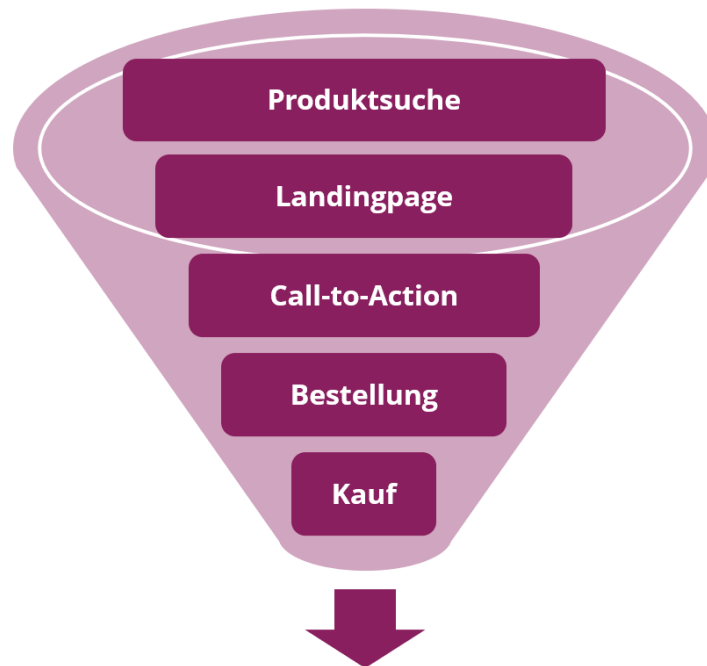 Produktsuche
Landingpage
Call-to-Action
Bestellung
Kauf